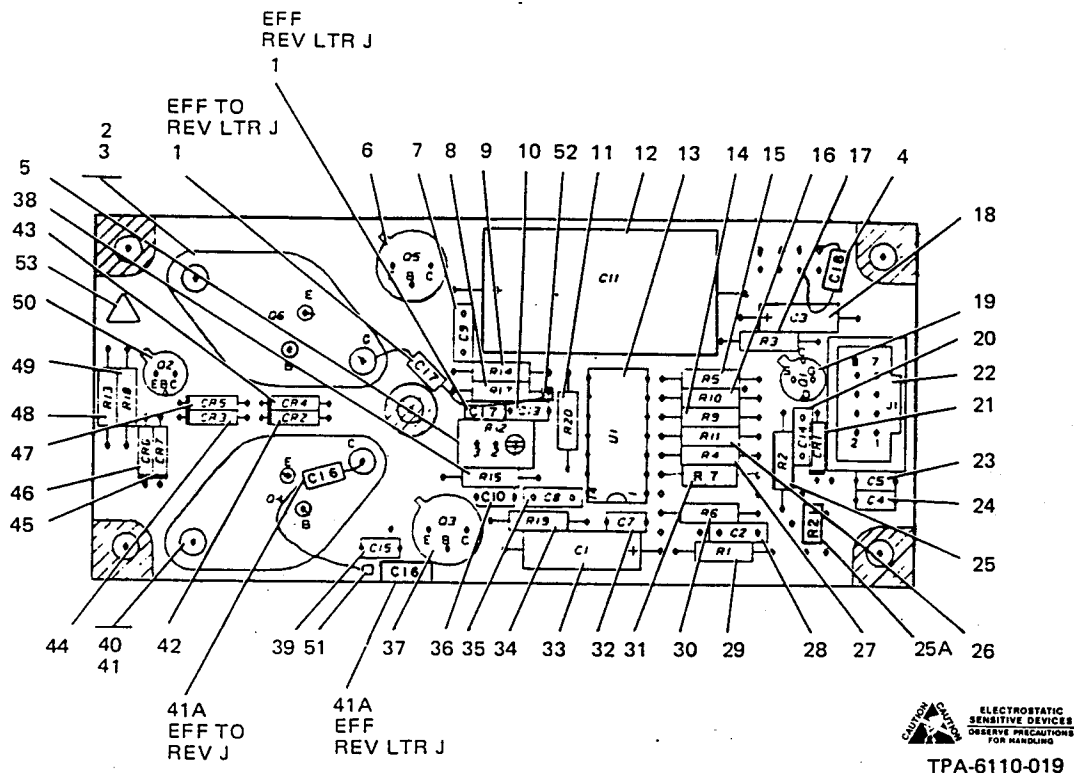 EFF
REV LTR J
1
EFF TO
REV LTR J
1
2
3
5
38
43
53
50
49
48
47
46
45
6
7
8
9
10
52
11
12
13
14
15
16
17
4
18
19
20
22
21
23
24
25
Q5
B C
E
Q6
B
C
C9
C17
R14
R17
C17
C13
R12
R20
R15
C10
C8
R19
C7
C1
+
U1
C11
C18
+
C3
R3
R5
R10
R9
R11
R4
R7
R6
C2
R1
S
G
D
Q1
C14
CR1
R2
R2
7
2
J1
C5
C4
Q2
EBC
R13
R18
CR6
CR7
CR5
CR3
CR4
CR2
E
C
C16
Q4
B
C15
C16
Q3
E B C
44
40
41
42
39
51
37
36
35
34
33
32
31
30
29
28
27
25A
26
41A
EFF TO
REV J
41A
EFF
REV LTR J
CAUTION
CAUTION
ELECTROSTATIC
SENSITIVE DEVICES
OBSERVE PRECAUTIONS
FOR HANDLING
TPA-6110-019